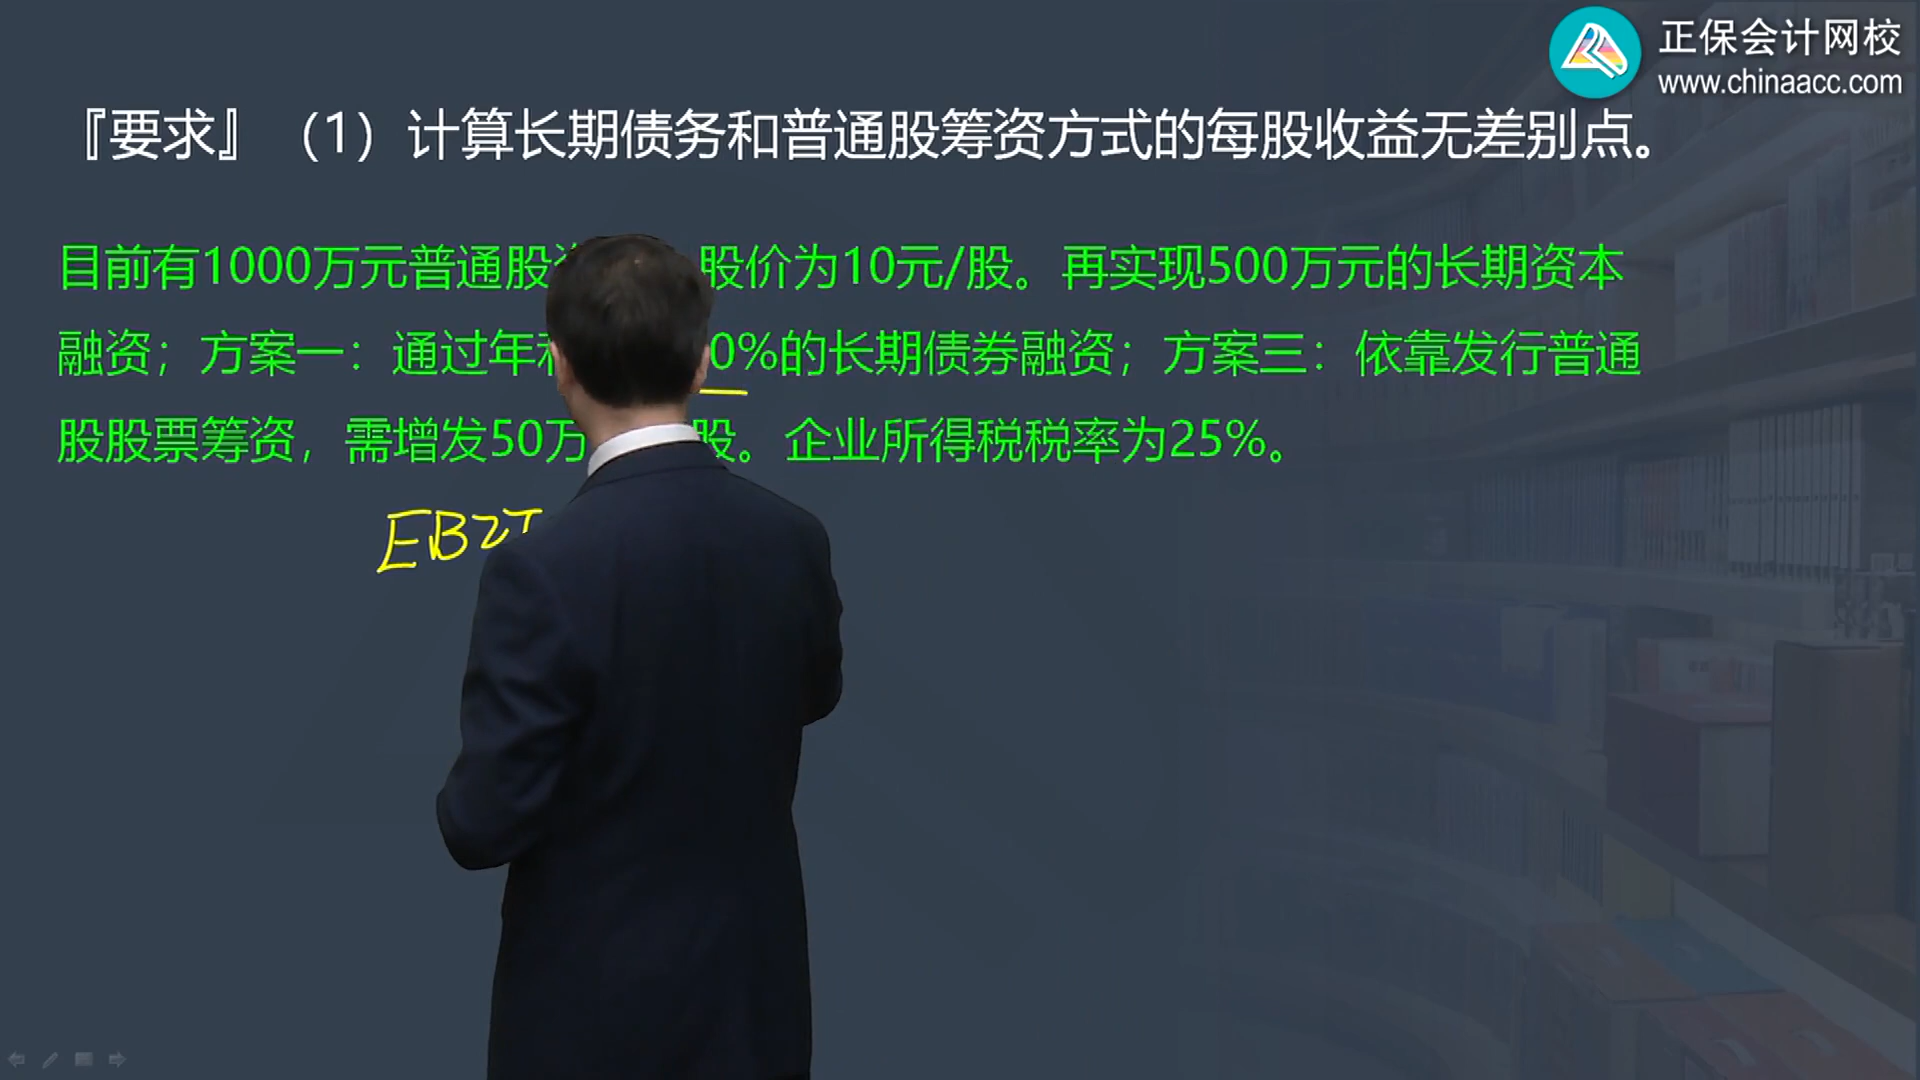 正保会计网校
www.chinaacc.com
『要求』（1）计算长期债务和普通股筹资方式的每股收益无差别点。
目前有1000万元普通股 股价为10元/股。再实现500万元的长期资本
融资；方案一：通过年 0%的长期债券融资；方案三：依靠发行普通
股股票筹资，需增发50万 股。企业所得税税率为25%。
EBIT